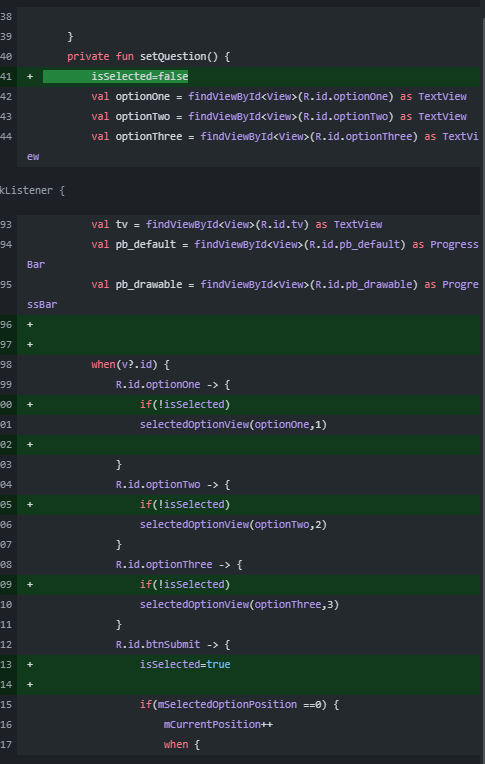 38
39 }
40 private fun setQuestion() {
41 + isSelected=false
42 val optionOne = findViewById<View>(R.id.optionOne) as TextView
43 val optionTwo = findViewById<View>(R.id.optionTwo) as TextView
44 val optionThree = findViewById<View>(R.id.optionThree) as TextVi
ew
kListener {
93 val tv = findViewById<View>(R.id.tv) as TextView
94 val pb_default = findViewById<View>(R.id.pb_default) as Progress
Bar
95 val pb_drawable = findViewById<View>(R.id.pb_drawable) as Progre
ssBar
96 +
97 +
98 when(v?.id) {
99 R.id.optionOne -> {
00 + if(!isSelected)
01 selectedOptionView(optionOne,1)
02 +
03 }
04 R.id.optionTwo -> {
05 + if(!isSelected)
06 selectedOptionView(optionTwo,2)
07 }
08 R.id.optionThree -> {
09 + if(!isSelected)
10 selectedOptionView(optionThree,3)
11 }
12 R.id.btnSubmit -> {
13 + isSelected=true
14 +
15 if(mSelectedOptionPosition ==0) {
16 mCurrentPosition++
17 when {